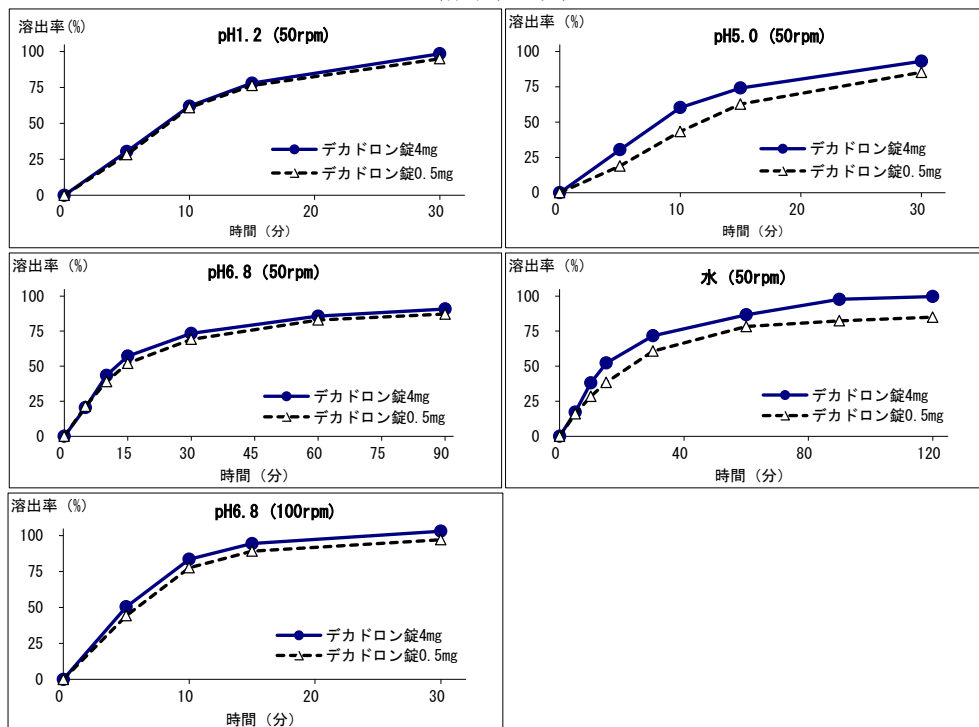 溶出率(%)
pH1.2 (50rpm)
100
75
50
25
0
デカドロン錠4mg
デカドロン錠0.5mg
0
10
20
30
時間（分）
溶出率 (%)
pH5.0 (50rpm)
100
75
50
25
0
デカドロン錠4mg
デカドロン錠0.5mg
0
10
20
30
時間（分）
溶出率 (%)
pH6.8 (50rpm)
100
75
50
25
0
デカドロン錠4mg
デカドロン錠0.5mg
0
15
30
45
60
75
90
時間（分）
溶出率 (%)
水 (50rpm)
100
75
50
25
0
デカドロン錠4mg
デカドロン錠0.5mg
0
40
80
120
時間（分）
溶出率 (%)
pH6.8 (100rpm)
100
75
50
25
0
デカドロン錠4mg
デカドロン錠0.5mg
0
10
20
30
時間（分）